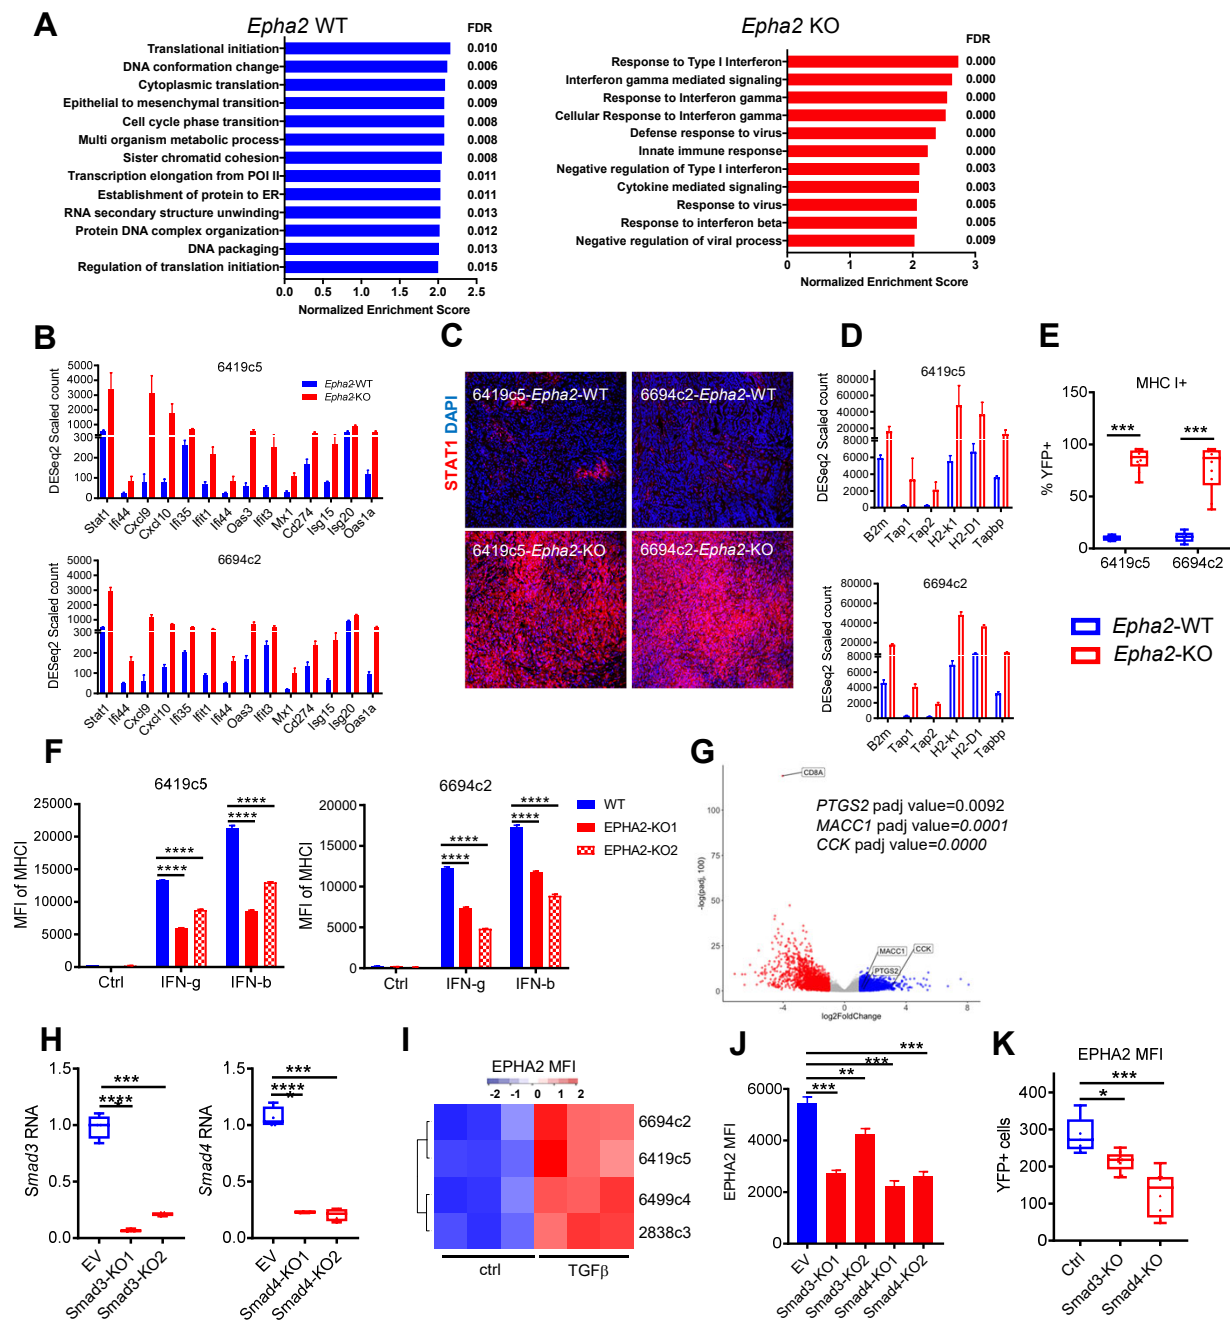 A
Epha2 WT
FDR
Translational initiation 0.010
DNA conformation change 0.006
Cytoplasmic translation 0.009
Epithelial to mesenchymal transition 0.009
Cell cycle phase transition 0.008
Multi organism metabolic process 0.008
Sister chromatid cohesion 0.008
Transcription elongation from POI II 0.011
Establishment of protein to ER 0.011
RNA secondary structure unwinding 0.013
Protein DNA complex organization 0.012
DNA packaging 0.013
Regulation of translation initiation 0.015
0.0 0.5 1.0 1.5 2.0 2.5
Normalized Enrichment Score
Epha2 KO
FDR
Response to Type I Interferon 0.000
Interferon gamma mediated signaling 0.000
Response to Interferon gamma 0.000
Cellular Response to Interferon gamma 0.000
Defense response to virus 0.000
Innate immune response 0.000
Negative regulation of Type I interferon 0.003
Cytokine mediated signaling 0.003
Response to virus 0.005
Response to interferon beta 0.005
Negative regulation of viral process 0.009
0 1 2 3
Normalized Enrichment Score
B
6419c5
Epha2-WT
Epha2-KO
DESeq2 Scaled count
5000
4000
3000
2000
1000
300
200
100
0
Stat1 Ifi44 Cxcl9 Cxcl10 Ifi35 Ifit1 Ifi44 Oas3 Ifit3 Mx1 Cd274 Isg15 Isg20 Oas1a
6694c2
DESeq2 Scaled count
5000
4000
3000
2000
1000
300
200
100
0
Stat1 Ifi44 Cxcl9 Cxcl10 Ifi35 Ifit1 Ifi44 Oas3 Ifit3 Mx1 Cd274 Isg15 Isg20 Oas1a
C
STAT1 DAPI
6419c5-Epha2-WT
6694c2-Epha2-WT
6419c5-Epha2-KO
6694c2-Epha2-KO
D
6419c5
DESeq2 Scaled count
80000
60000
40000
20000
8000
6000
4000
2000
0
B2m Tap1 Tap2 H2-k1 H2-D1 Tapbp
6694c2
DESeq2 Scaled count
80000
60000
40000
20000
8000
6000
4000
2000
0
B2m Tap1 Tap2 H2-k1 H2-D1 Tapbp
E
MHC I+
% YFP+
150
100
50
0
*** ***
6419c5 6694c2
Epha2-WT
Epha2-KO
F
6419c5
MFI of MHCI
25000
20000
15000
10000
5000
0
****
****
****
****
Ctrl IFN-g IFN-b
6694c2
MFI of MHCI
20000
15000
10000
5000
0
****
****
****
****
Ctrl IFN-g IFN-b
WT
EPHA2-KO1
EPHA2-KO2
G
CD8A
PTGS2 padj value=0.0092
MACC1 padj value=0.0001
CCK padj value=0.0000
-log(padj, 100)
100
75
50
25
0
MACC1
CCK
PTGS2
-4 0 4 8
log2FoldChange
H
Smad3 RNA
1.5
1.0
0.5
0.0
***
****
EV Smad3-KO1 Smad3-KO2
Smad4 RNA
1.5
1.0
0.5
0.0
***
****
EV Smad4-KO1 Smad4-KO2
I
EPHA2 MFI
-2 -1 0 1 2
6694c2
6419c5
6499c4
2838c3
ctrl TGFβ
J
EPHA2 MFI
6000
4000
2000
0
***
***
**
***
EV Smad3-KO1 Smad3-KO2 Smad4-KO1 Smad4-KO2
K
EPHA2 MFI
YFP+ cells
400
300
200
100
0
***
*
Ctrl Smad3-KO Smad4-KO